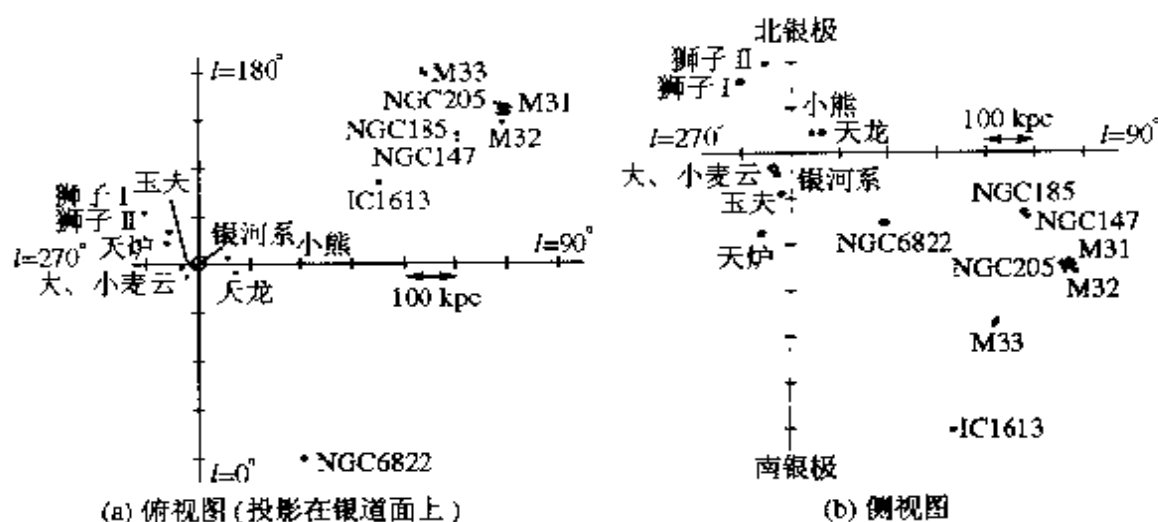 l=180°
M33
NGC205
M31
NGC185
M32
NGC147
IC1613
狮子 I
玉夫
狮子 II
银河系
小熊
l=270°
天炉
l=90°
大、小麦云
天龙
100 kpc
l=0°
NGC6822
(a) 俯视图(投影在银道面上)
北银极
狮子 II
狮子 I
小熊
天龙
100 kpc
l=270°
l=90°
大、小麦云
银河系
玉夫
NGC185
NGC147
天炉
NGC6822
M31
NGC205
M32
M33
IC1613
南银极
(b) 侧视图